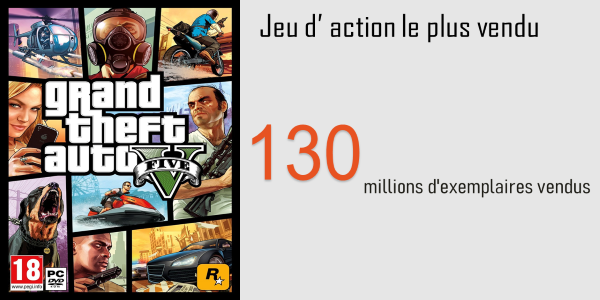 Jeu d’ action le plus vendu
grand
theft
auto
V
FIVE
130
millions d'exemplaires vendus
18
www.pegi.info
PC
DVD
ROM
R